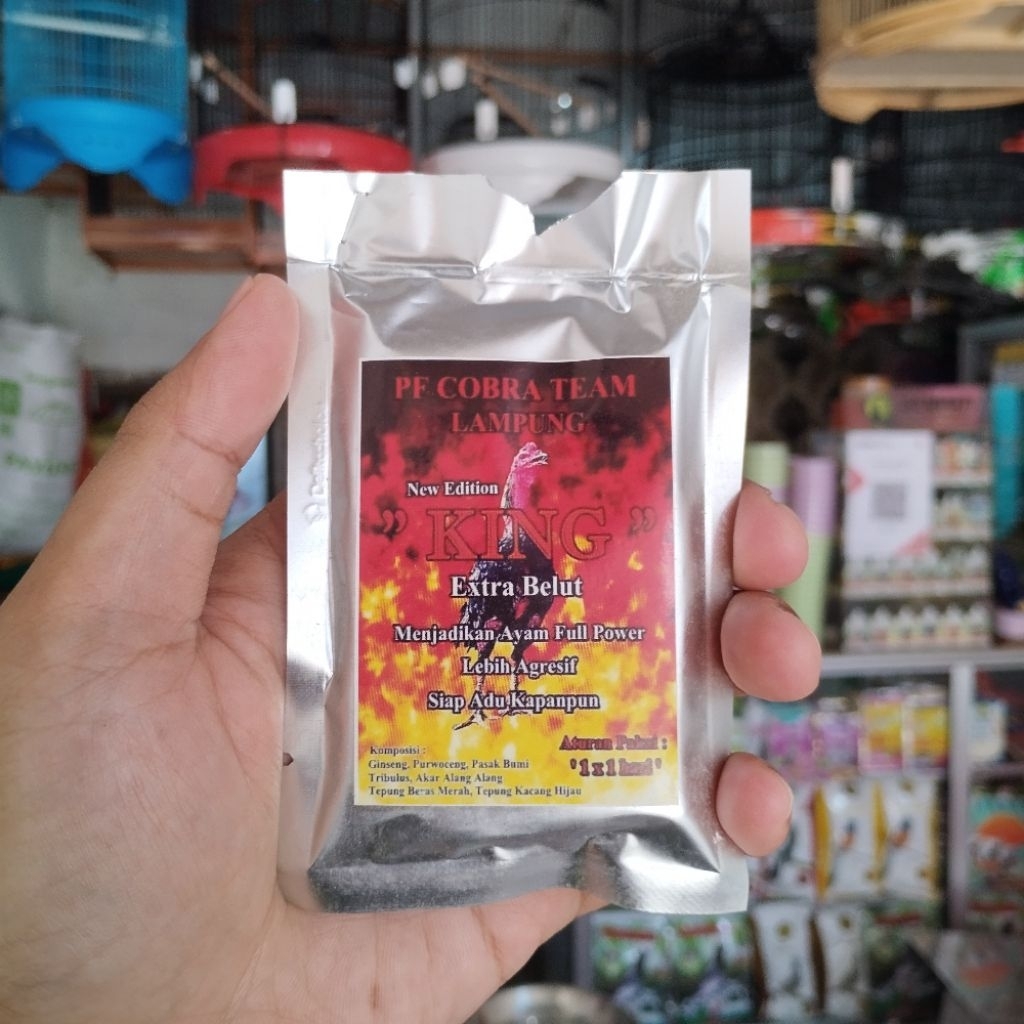 PF COBRA TEAM
LAMPUNG
New Edition
" KING "
Extra Belut
Menjadikan Ayam Full Power
Lebih Agresif
Siap Adu Kapanpun
Komposisi :
Ginseng, Purwoceng, Pasak Bumi
Tribulus, Akar Alang Alang
Tepung Beras Merah, Tepung Kacang Hijau
Aturan Pakai :
" 1 x 1 hari "